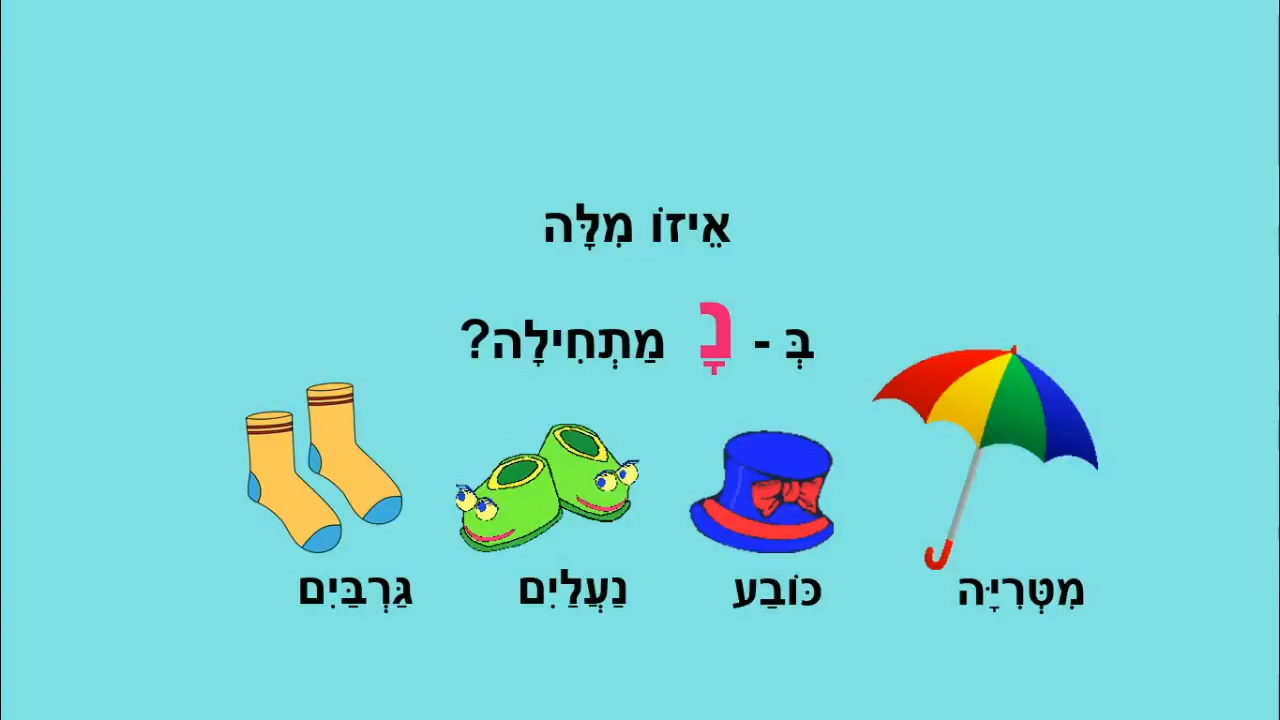 אֵיזוֹ מִלָּה
בְּ - נָ מַתְחִילָה?
מִטְּרִיָּה כּוֹבַע נַעֲלַיִם גַּרְבַּיִם